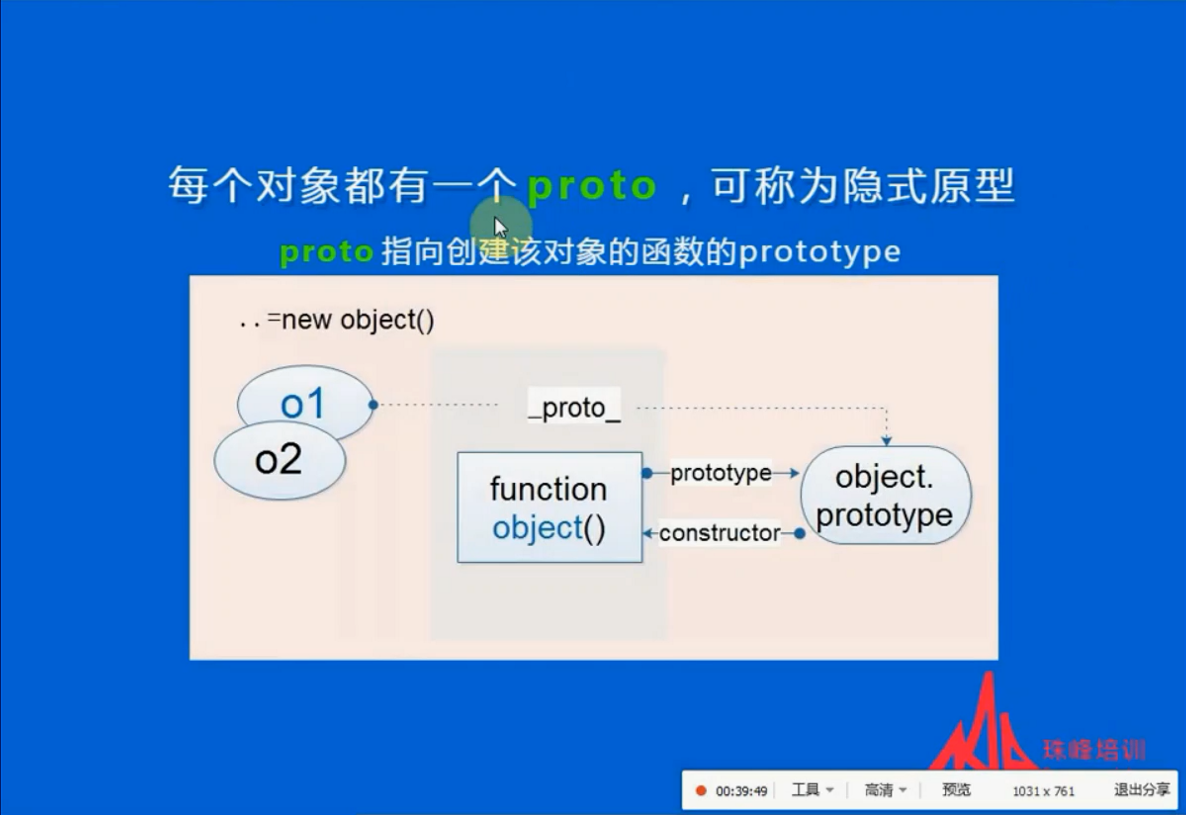 每个对象都有一个proto，可称为隐式原型
proto指向创建该对象的函数的prototype
..=new object()
o1
_proto_
o2
function
object()
prototype
object.
prototype
constructor
珠峰培训
00:39:49 工具 高清 预览 1031 x 761 退出分享